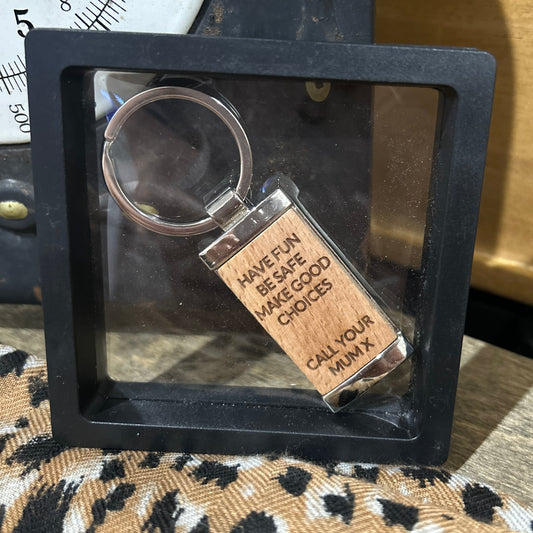 5
500
HAVE FUN
BE SAFE
MAKE GOOD
CHOICES
CALL YOUR
MUM X